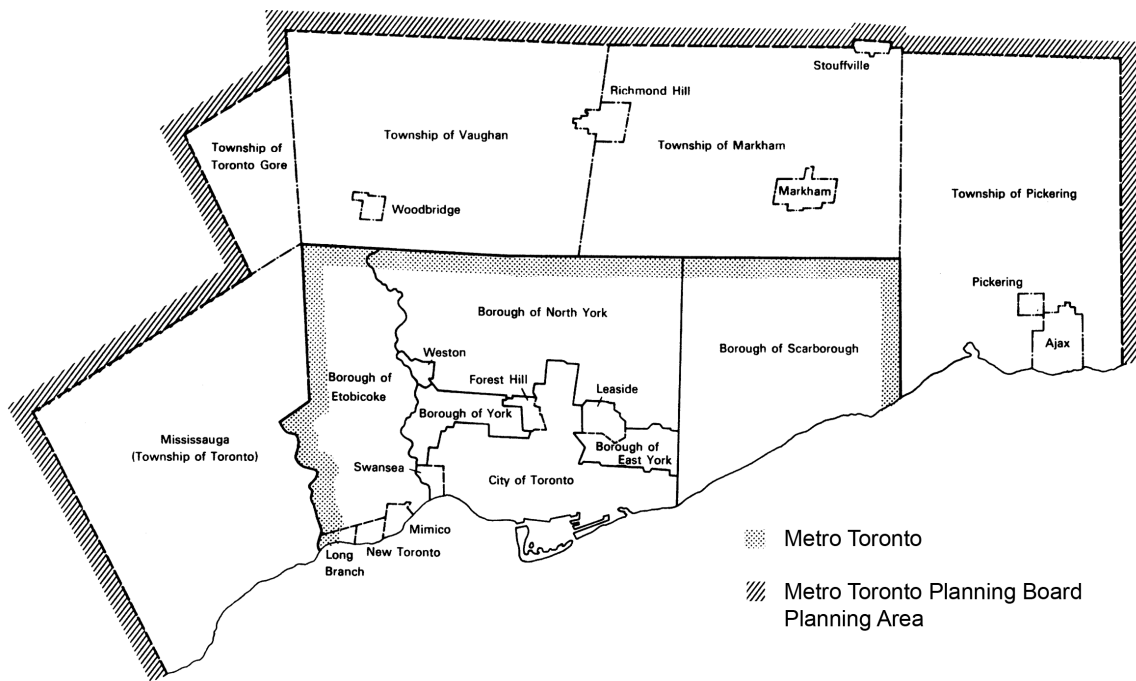 Stouffville
Richmond Hill
Township of Vaughan
Township of
Toronto Gore
Township of Markham
Markham
Township of Pickering
Woodbridge
Pickering
Ajax
Borough of North York
Borough of Scarborough
Weston
Forest Hill
Leaside
Borough of
Etobicoke
Borough of York
Mississauga
(Township of Toronto)
Borough of
East York
Swansea
City of Toronto
Mimico
New Toronto
Long
Branch
Metro Toronto
Metro Toronto Planning Board
Planning Area